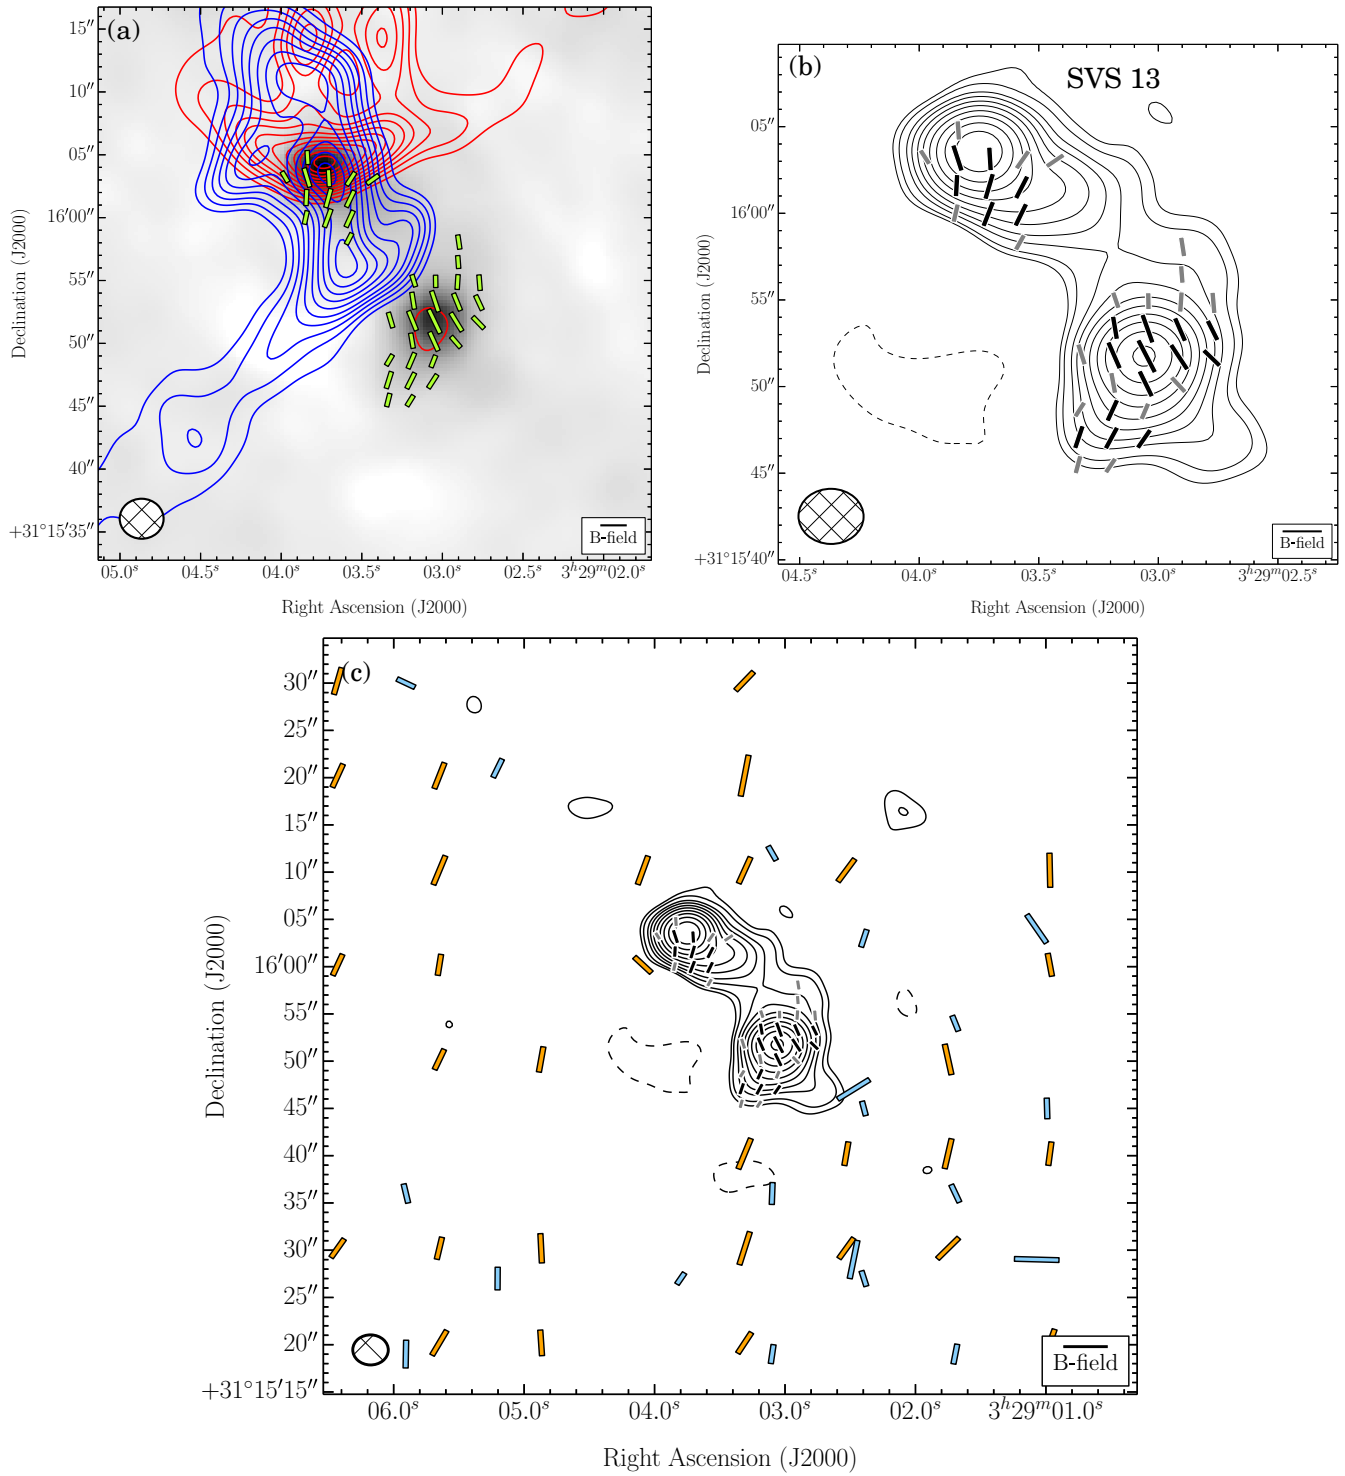 (a)
15″
10″
05″
16′00″
55″
50″
45″
40″
+31°15′35″
Declination (J2000)
B-field
05.0ˢ 04.5ˢ 04.0ˢ 03.5ˢ 03.0ˢ 02.5ˢ 3ʰ29ᵐ02.0ˢ
Right Ascension (J2000)
(b)
SVS 13
05″
16′00″
55″
50″
45″
+31°15′40″
Declination (J2000)
B-field
04.5ˢ 04.0ˢ 03.5ˢ 03.0ˢ 3ʰ29ᵐ02.5ˢ
Right Ascension (J2000)
(c)
30″
25″
20″
15″
10″
05″
16′00″
55″
50″
45″
40″
35″
30″
25″
20″
+31°15′15″
Declination (J2000)
B-field
06.0ˢ 05.0ˢ 04.0ˢ 03.0ˢ 02.0ˢ 3ʰ29ᵐ01.0ˢ
Right Ascension (J2000)